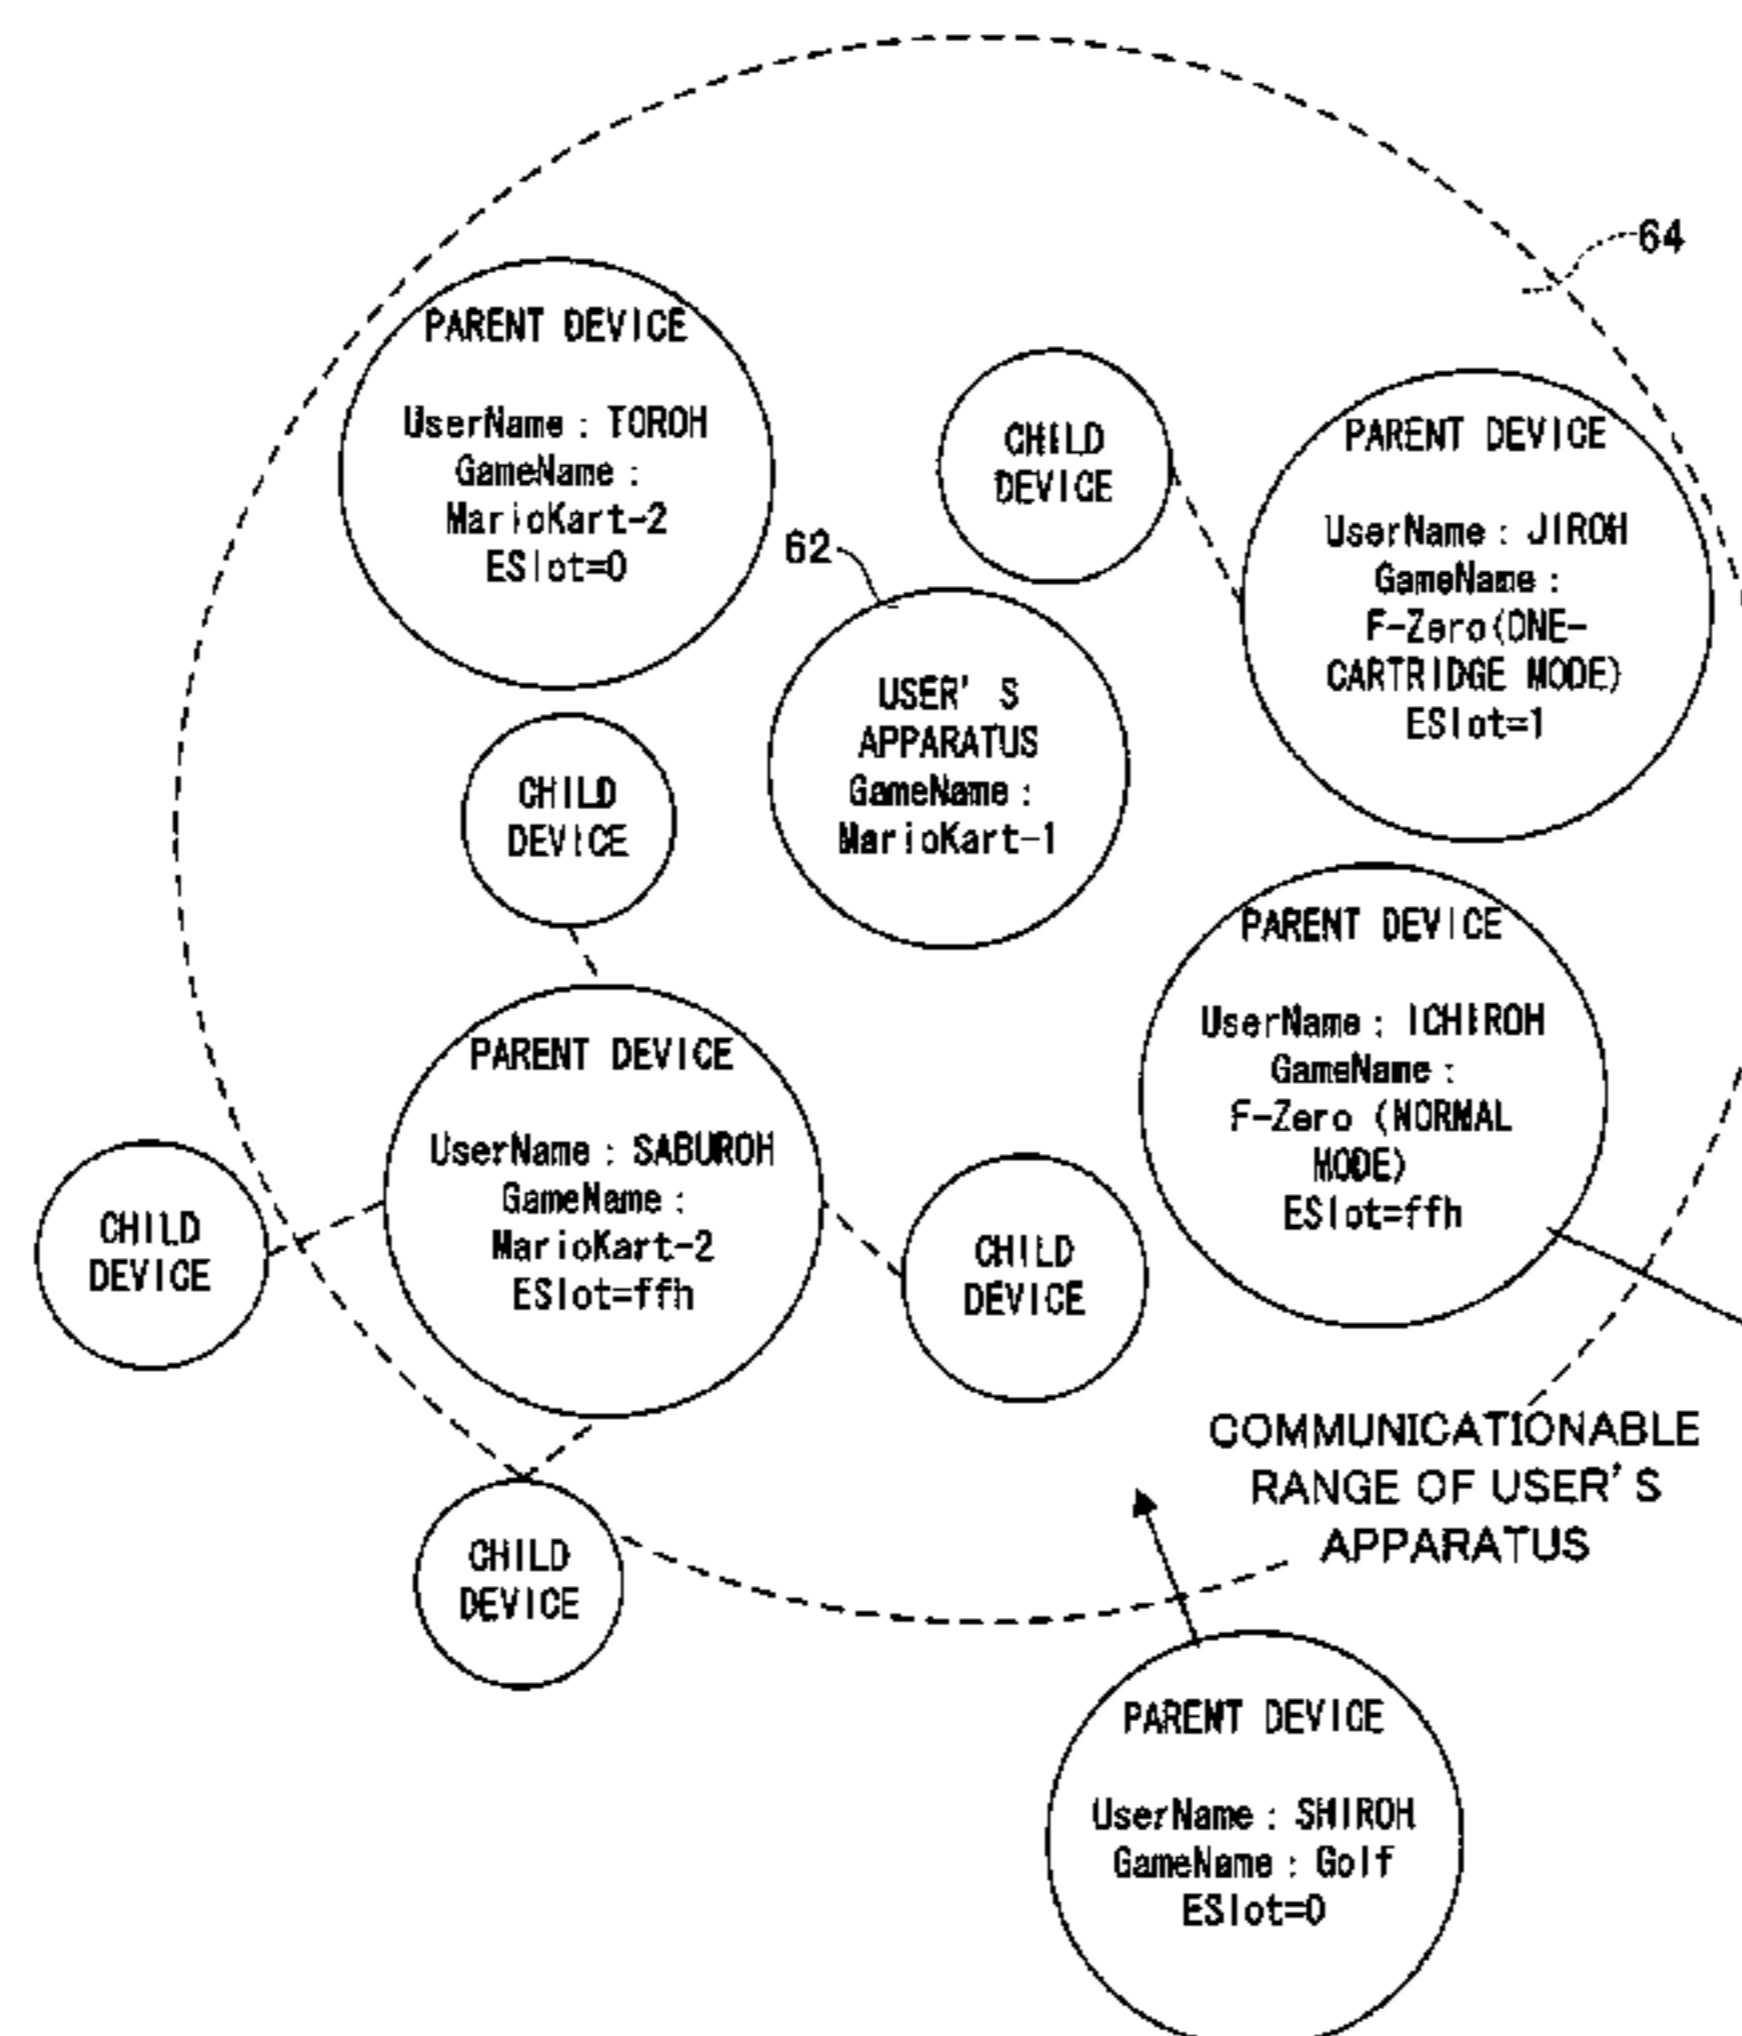 64
PARENT DEVICE
UserName : TOROH
GameName :
MarioKart-2
ESlot=0
CHILD
DEVICE
PARENT DEVICE
UserName : JIROH
GameName :
F-Zero(ONE-
CARTRIDGE MODE)
ESlot=1
62
USER'S
APPARATUS
GameName :
MarioKart-1
CHILD
DEVICE
PARENT DEVICE
UserName : ICHIROH
GameName :
F-Zero (NORMAL
MODE)
ESlot=ffh
PARENT DEVICE
UserName : SABUROH
GameName :
MarioKart-2
ESlot=ffh
CHILD
DEVICE
CHILD
DEVICE
COMMUNICATIONABLE
RANGE OF USER'S
APPARATUS
CHILD
DEVICE
PARENT DEVICE
UserName : SHIROH
GameName : Golf
ESlot=0